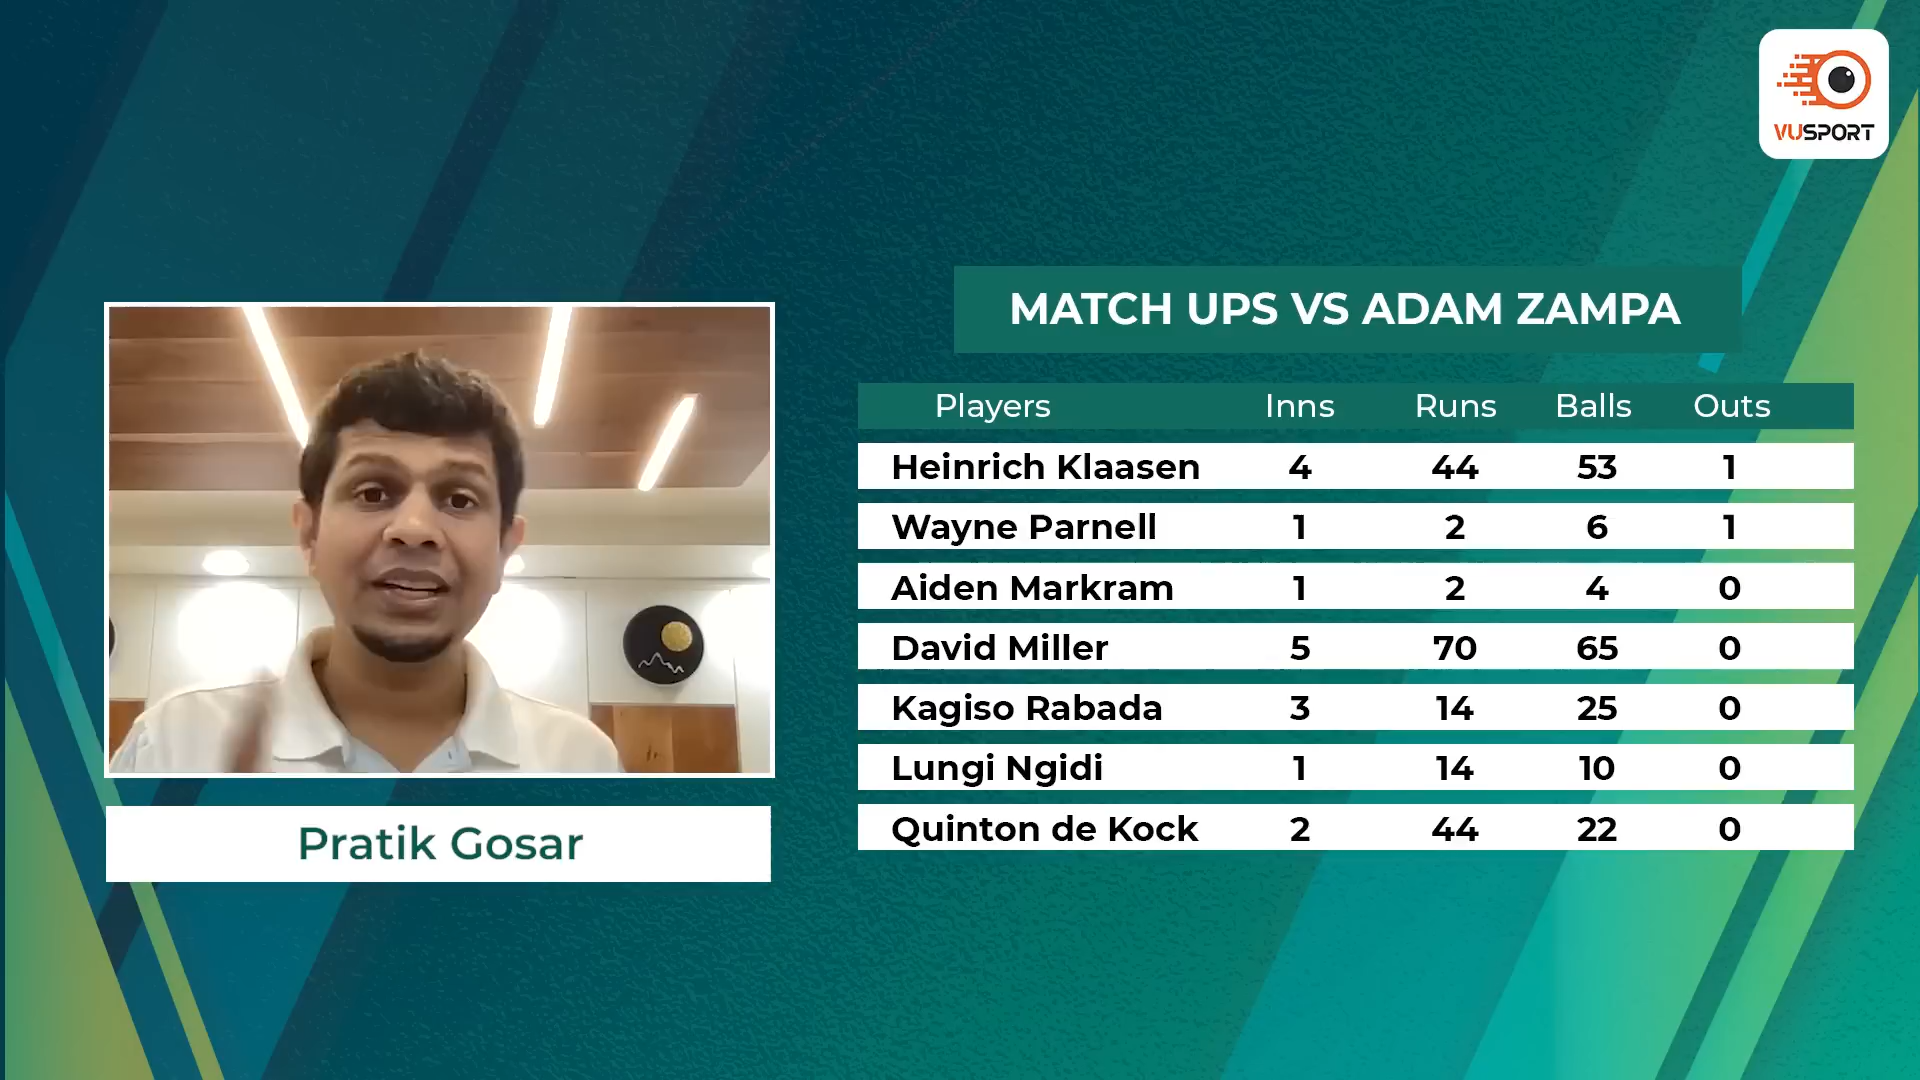 VUSPORT
MATCH UPS VS ADAM ZAMPA
Players Inns Runs Balls Outs
Heinrich Klaasen 4 44 53 1
Wayne Parnell 1 2 6 1
Aiden Markram 1 2 4 0
David Miller 5 70 65 0
Kagiso Rabada 3 14 25 0
Lungi Ngidi 1 14 10 0
Quinton de Kock 2 44 22 0
Pratik Gosar